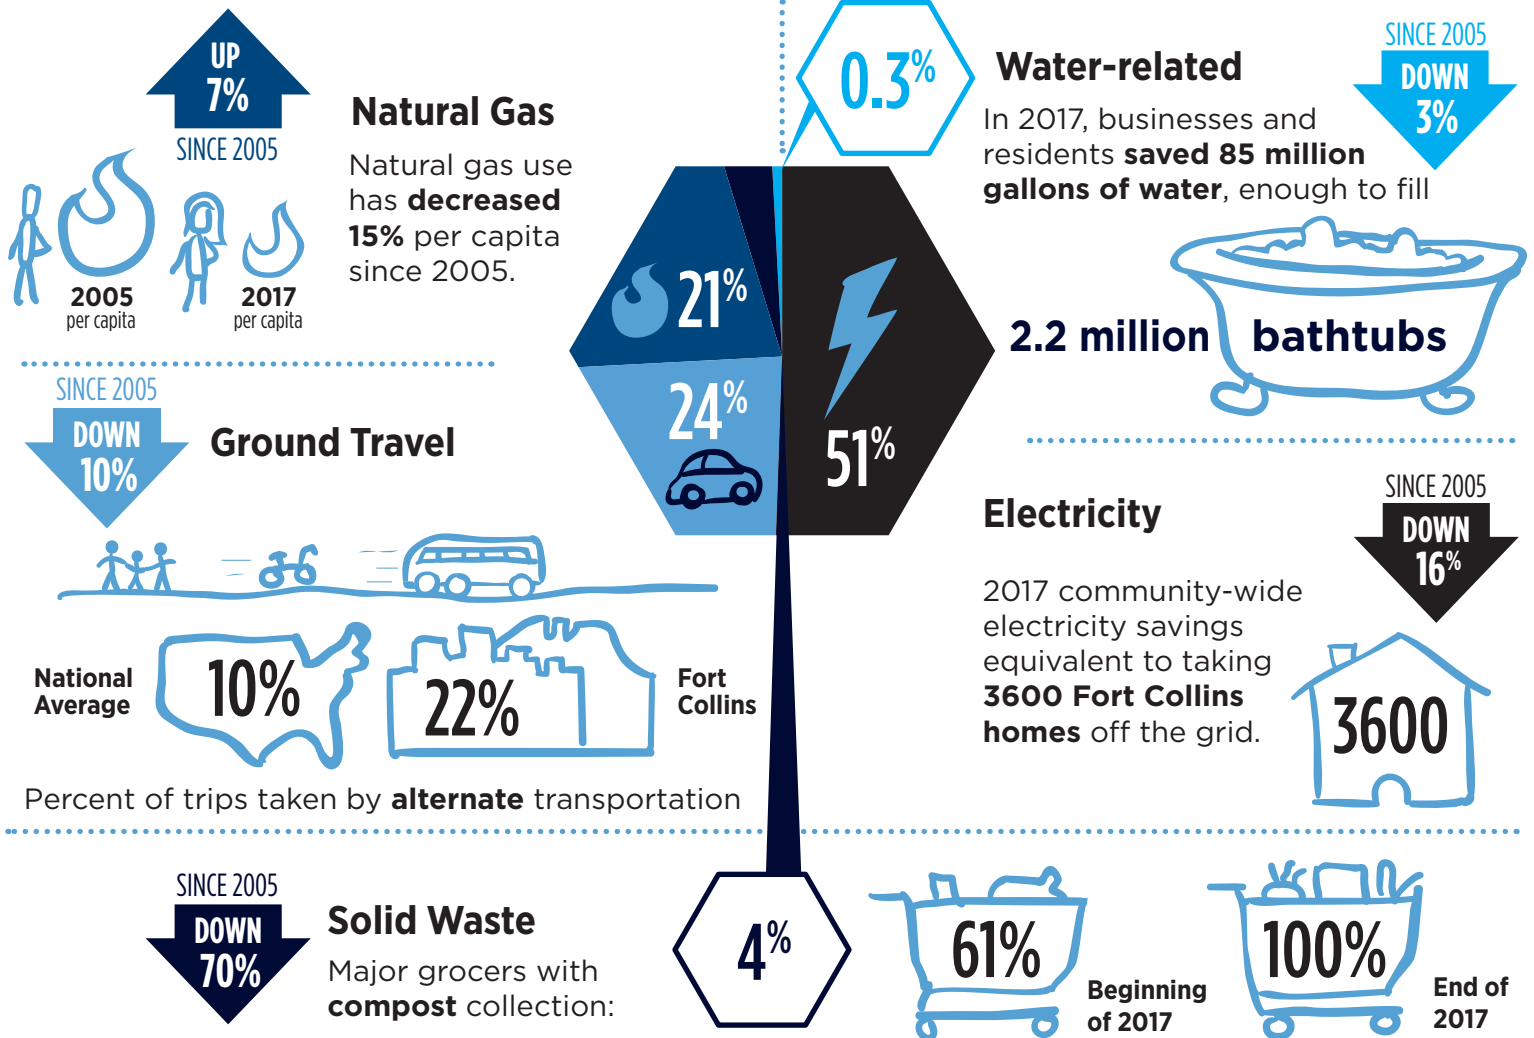 UP
7%
SINCE 2005
Natural Gas
Natural gas use
has decreased
15% per capita
since 2005.
2005
per capita
2017
per capita
0.3%
Water-related
In 2017, businesses and
residents saved 85 million
gallons of water, enough to fill
SINCE 2005
DOWN
3%
2.2 million bathtubs
21%
24%
51%
SINCE 2005
DOWN
10%
Ground Travel
National
Average
10%
22%
Fort
Collins
Percent of trips taken by alternate transportation
Electricity
SINCE 2005
DOWN
16%
2017 community-wide
electricity savings
equivalent to taking
3600 Fort Collins
homes off the grid.
3600
SINCE 2005
DOWN
70%
Solid Waste
Major grocers with
compost collection:
4%
61%
Beginning
of 2017
100%
End of
2017